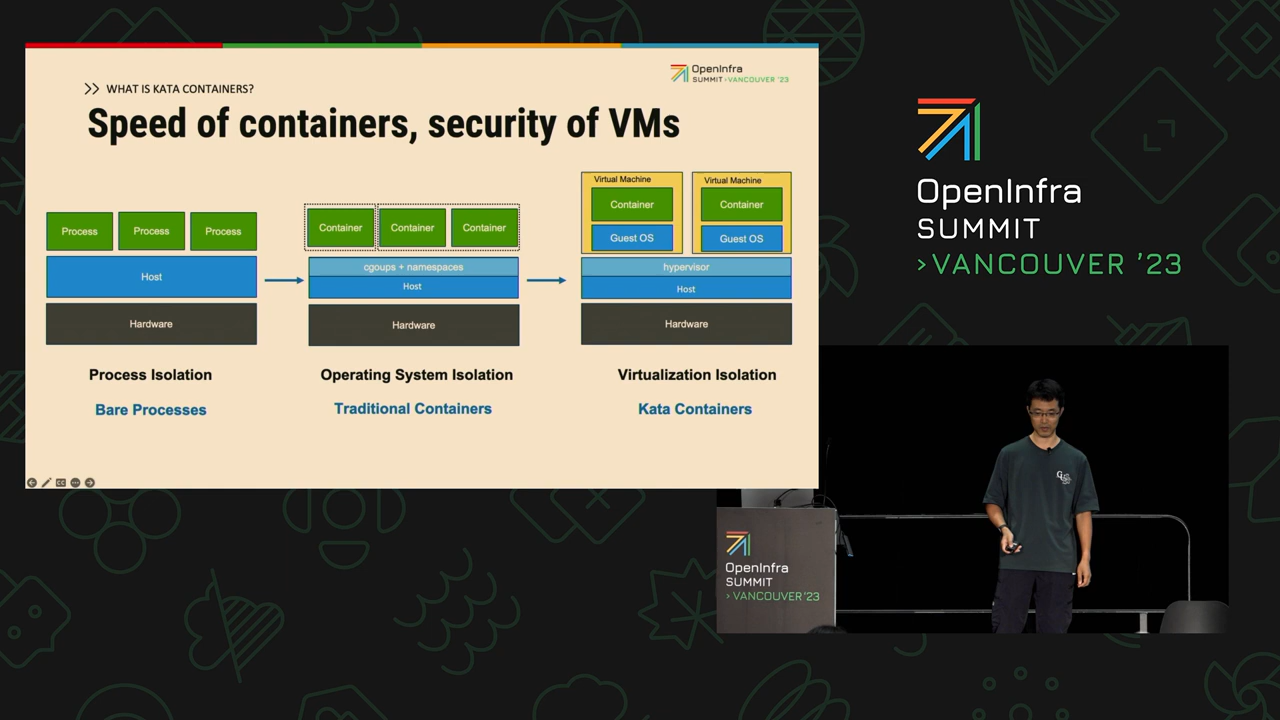 OpenInfra
SUMMIT >VANCOUVER '23
>> WHAT IS KATA CONTAINERS?
Speed of containers, security of VMs
Process
Process
Process
Host
Hardware
Process Isolation
Bare Processes
Container
Container
Container
cgoups + namespaces
Host
Hardware
Operating System Isolation
Traditional Containers
Virtual Machine
Container
Guest OS
Virtual Machine
Container
Guest OS
hypervisor
Host
Hardware
Virtualization Isolation
Kata Containers
OpenInfra
SUMMIT
>VANCOUVER '23
OpenInfra
SUMMIT
>VANCOUVER '23